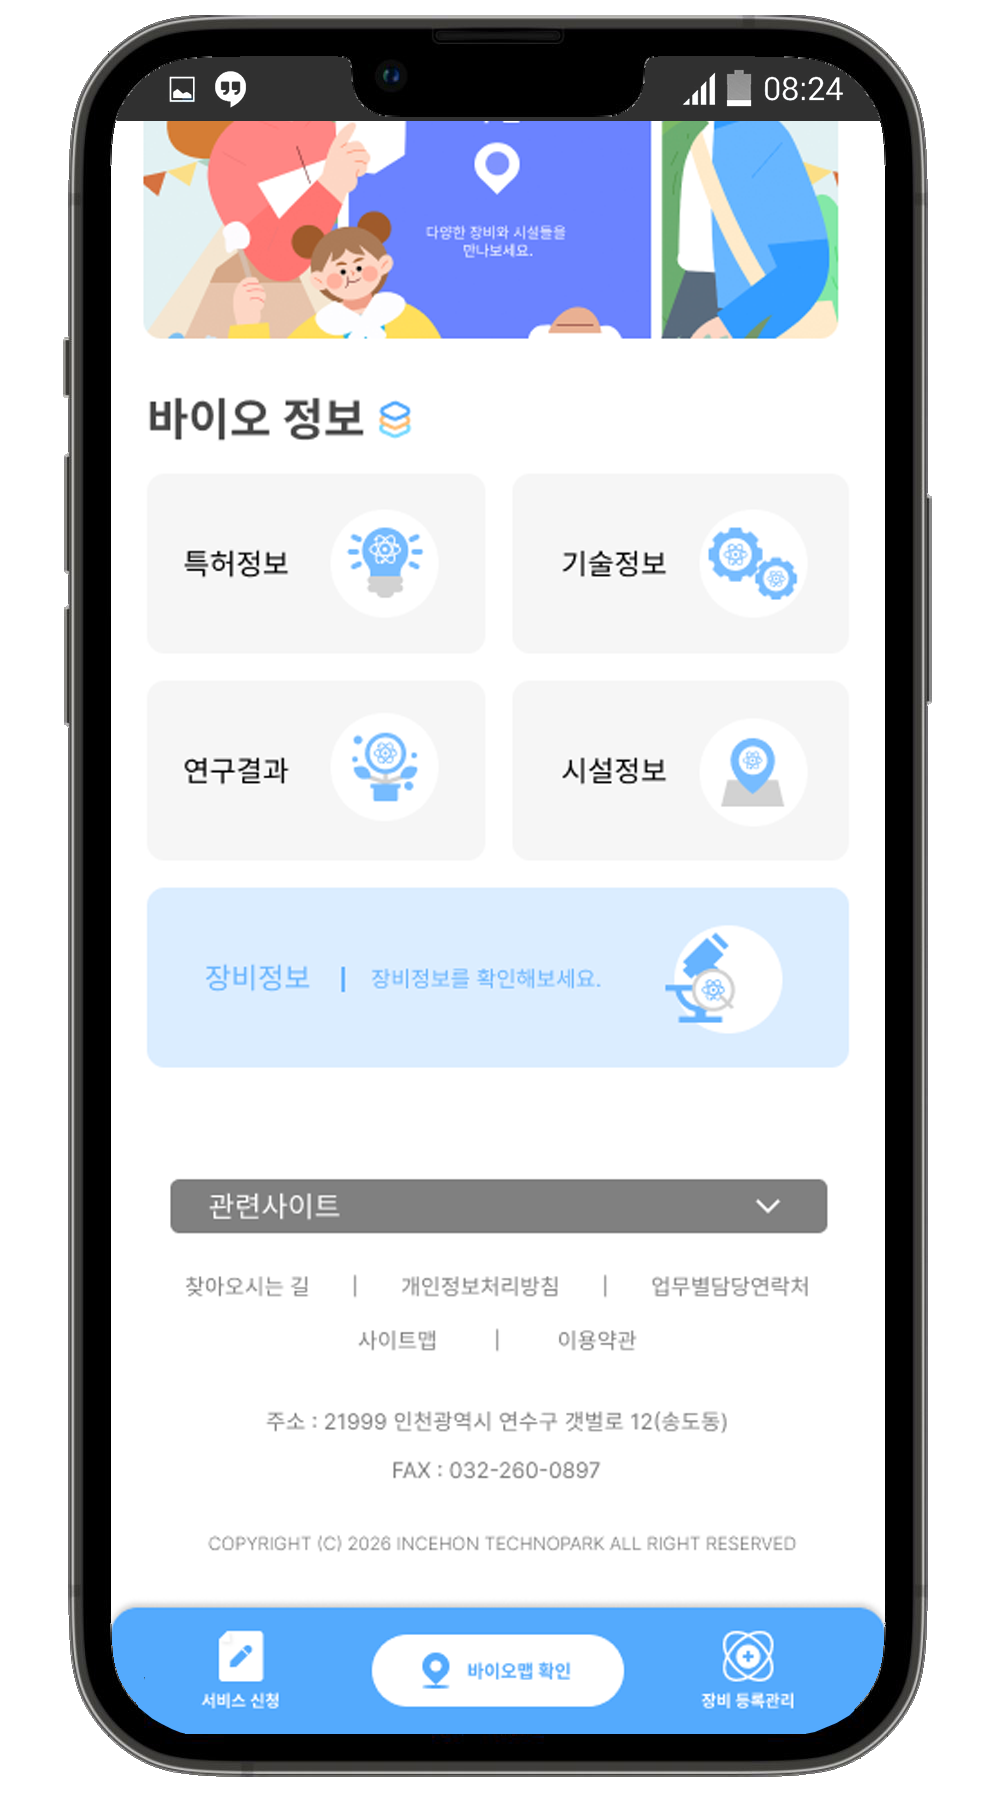 08:24
다양한 장비와 시설들을
만나보세요.
바이오 정보
특허정보
기술정보
연구결과
시설정보
장비정보 | 장비정보를 확인해보세요.
관련사이트
찾아오시는 길 | 개인정보처리방침 | 업무별담당연락처
사이트맵 | 이용약관
주소 : 21999 인천광역시 연수구 갯벌로 12(송도동)
FAX : 032-260-0897
COPYRIGHT (C) 2026 INCEHON TECHNOPARK ALL RIGHT RESERVED
서비스 신청
바이오맵 확인
장비 등록관리